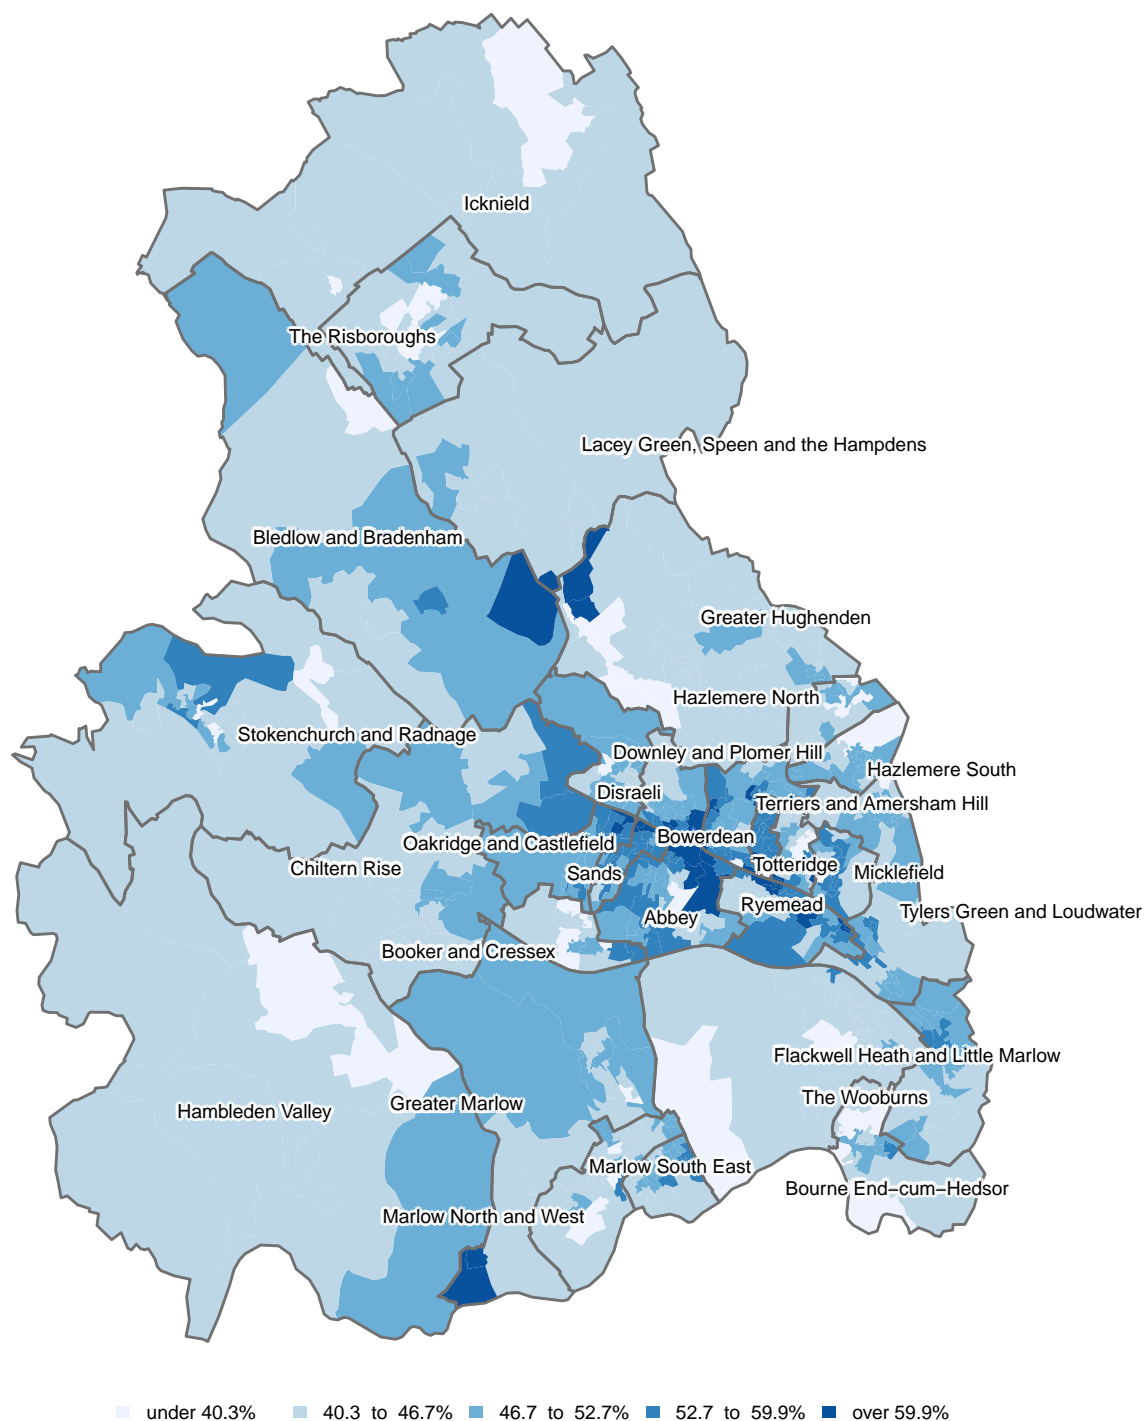 Icknield
The Risboroughs
Lacey Green, Speen and the Hampdens
Bledlow and Bradenham
Greater Hughenden
Hazlemere North
Stokenchurch and Radnage
Downley and Plomer Hill
Hazlemere South
Disraeli
Terriers and Amersham Hill
Bowerdean
Oakridge and Castlefield
Totteridge
Chiltern Rise
Sands
Micklefield
Ryemead
Tylers Green and Loudwater
Abbey
Booker and Cressex
Flackwell Heath and Little Marlow
The Wooburns
Greater Marlow
Hambleden Valley
Marlow South East
Bourne End−cum−Hedsor
Marlow North and West
under 40.3% 40.3 to 46.7% 46.7 to 52.7% 52.7 to 59.9% over 59.9%